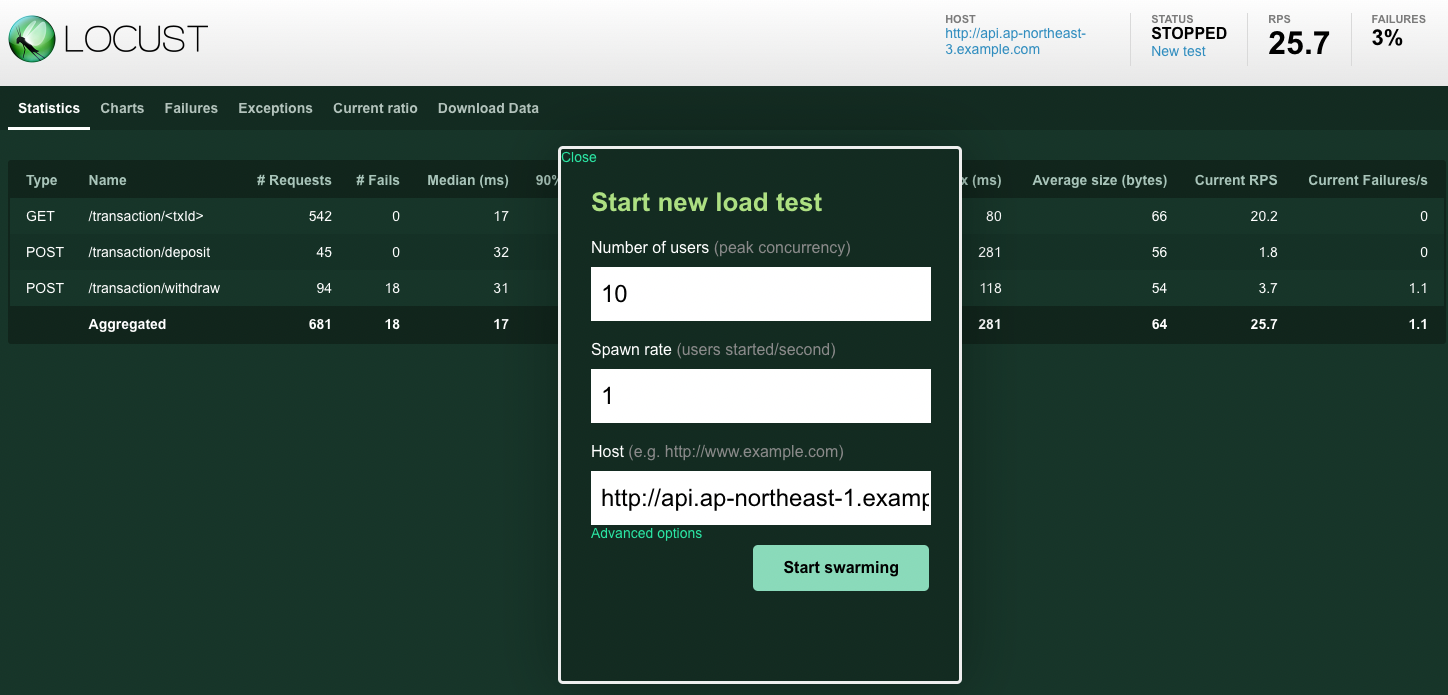 LOCUST
HOST
http://api.ap-northeast-
3.example.com
STATUS
STOPPED
New test
RPS
25.7
FAILURES
3%
Statistics Charts Failures Exceptions Current ratio Download Data
Type Name # Requests # Fails Median (ms) 90% x (ms) Average size (bytes) Current RPS Current Failures/s
GET /transaction/<txId> 542 0 17 80 66 20.2 0
POST /transaction/deposit 45 0 32 281 56 1.8 0
POST /transaction/withdraw 94 18 31 118 54 3.7 1.1
Aggregated 681 18 17 281 64 25.7 1.1
Close
Start new load test
Number of users (peak concurrency)
10
Spawn rate (users started/second)
1
Host (e.g. http://www.example.com)
http://api.ap-northeast-1.examp
Advanced options
Start swarming